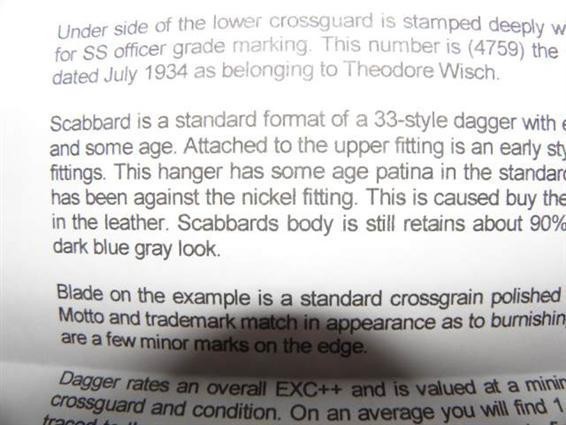 Under side of the lower crossguard is stamped deeply w
for SS officer grade marking. This number is (4759) the
dated July 1934 as belonging to Theodore Wisch.
Scabbard is a standard format of a 33-style dagger with e
and some age. Attached to the upper fitting is an early sty
fittings. This hanger has some age patina in the standard
has been against the nickel fitting. This is caused buy the
in the leather. Scabbards body is still retains about 90%
dark blue gray look.
Blade on the example is a standard crossgrain polished
Motto and trademark match in appearance as to burnishin
are a few minor marks on the edge.
Dagger rates an overall EXC++ and is valued at a minim
crossguard and condition. On an average you will find 1
traced to